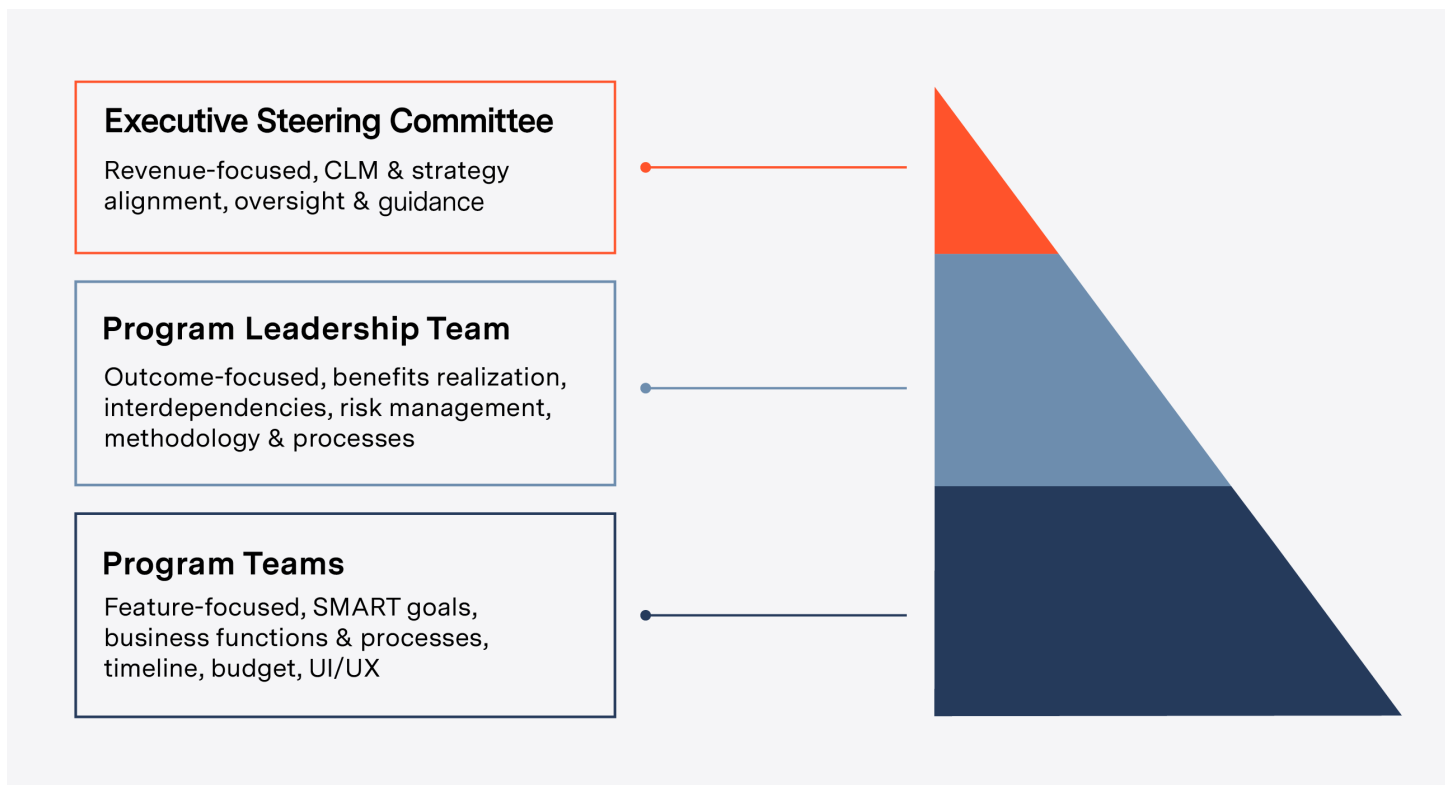 Executive Steering Committee
Revenue-focused, CLM & strategy
alignment, oversight & guidance
Program Leadership Team
Outcome-focused, benefits realization,
interdependencies, risk management,
methodology & processes
Program Teams
Feature-focused, SMART goals,
business functions & processes,
timeline, budget, UI/UX